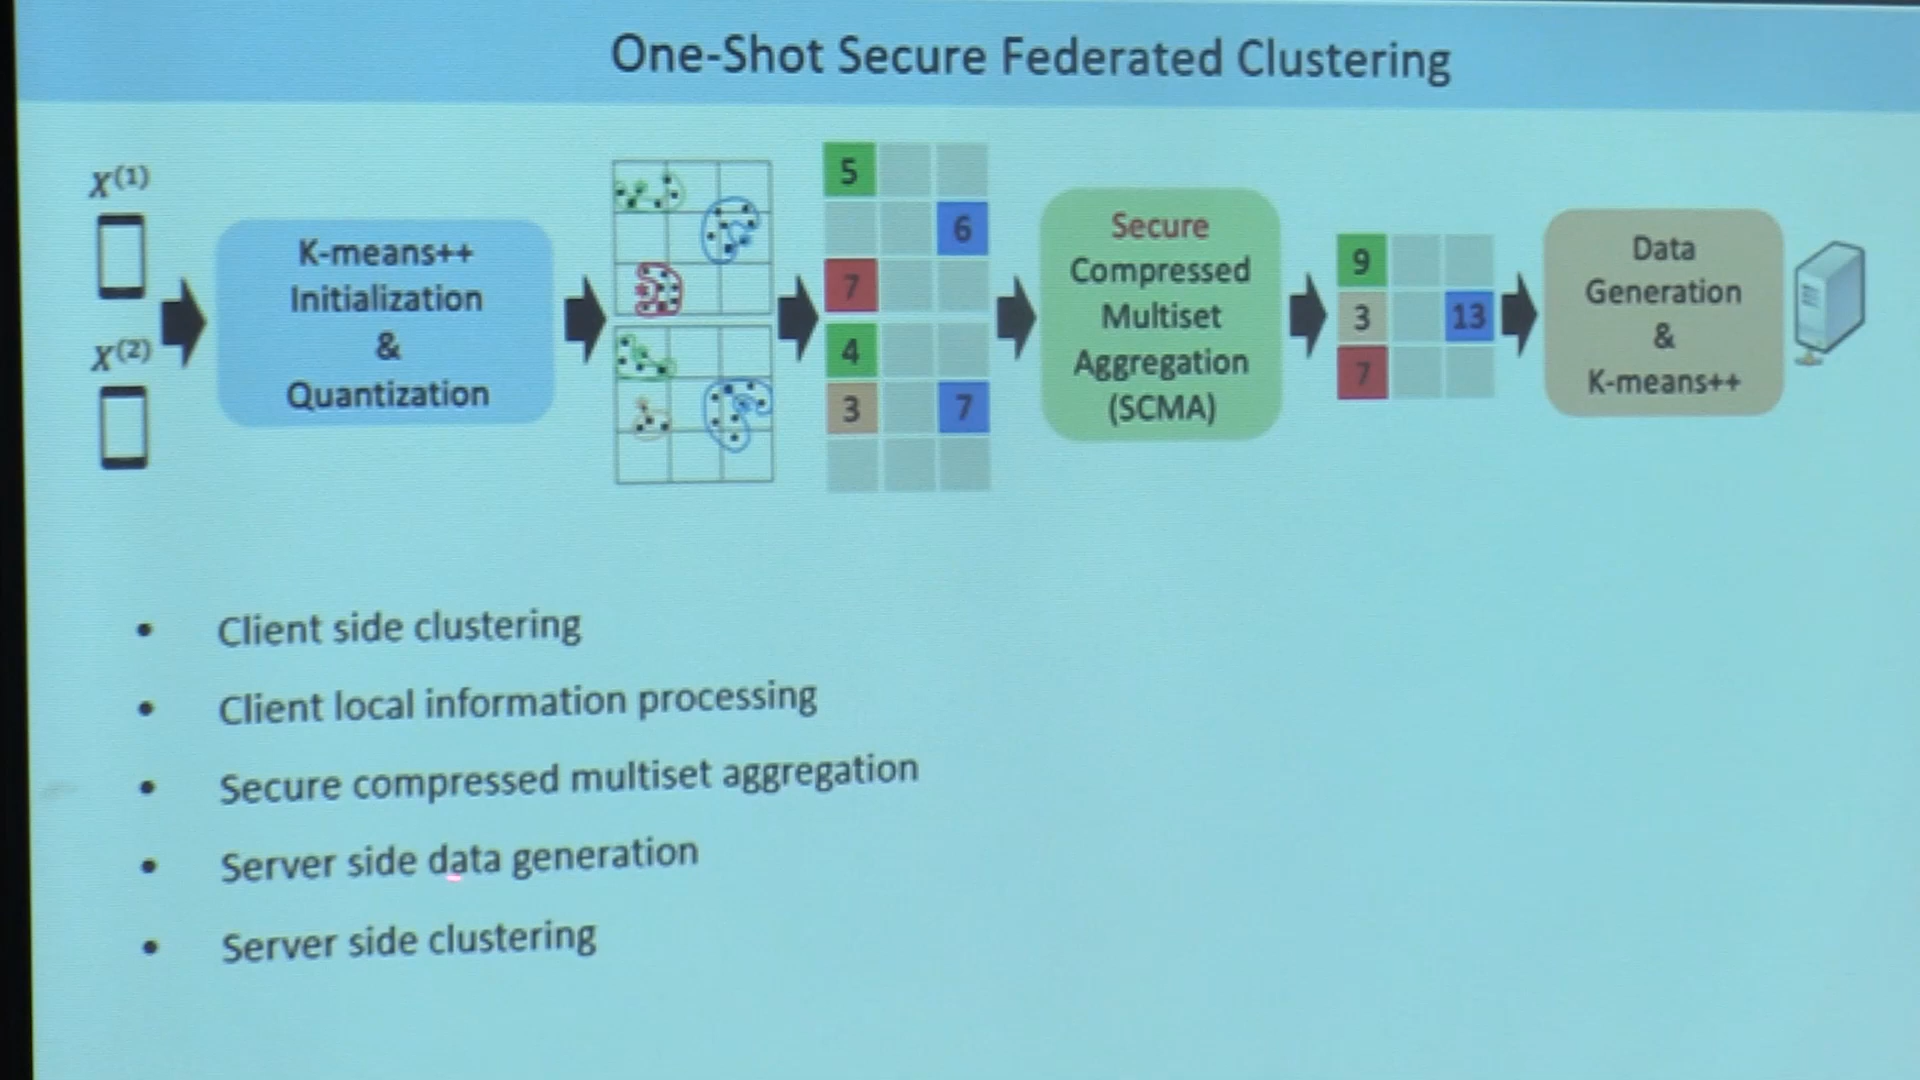 One-Shot Secure Federated Clustering
X(1)
X(2)
K-means++
Initialization
&
Quantization
5
6
7
4
3 7
Secure
Compressed
Multiset
Aggregation
(SCMA)
9
3 13
7
Data
Generation
&
K-means++
• Client side clustering
• Client local information processing
• Secure compressed multiset aggregation
• Server side data generation
• Server side clustering